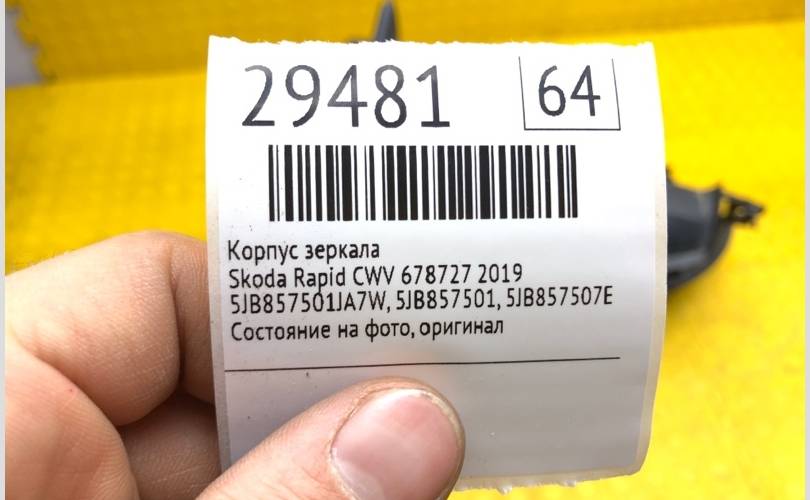 29481
64
Корпус зеркала
Skoda Rapid CWV 678727 2019
5JB857501JA7W, 5JB857501, 5JB857507E
Состояние на фото, оригинал